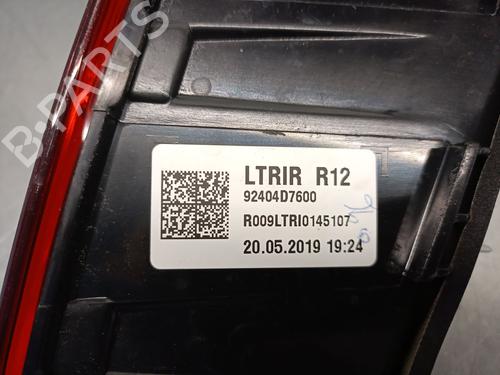 B-PARTS
LTRIR R12
92404D7600
R009LTRI0145107
20.05.2019 19:24